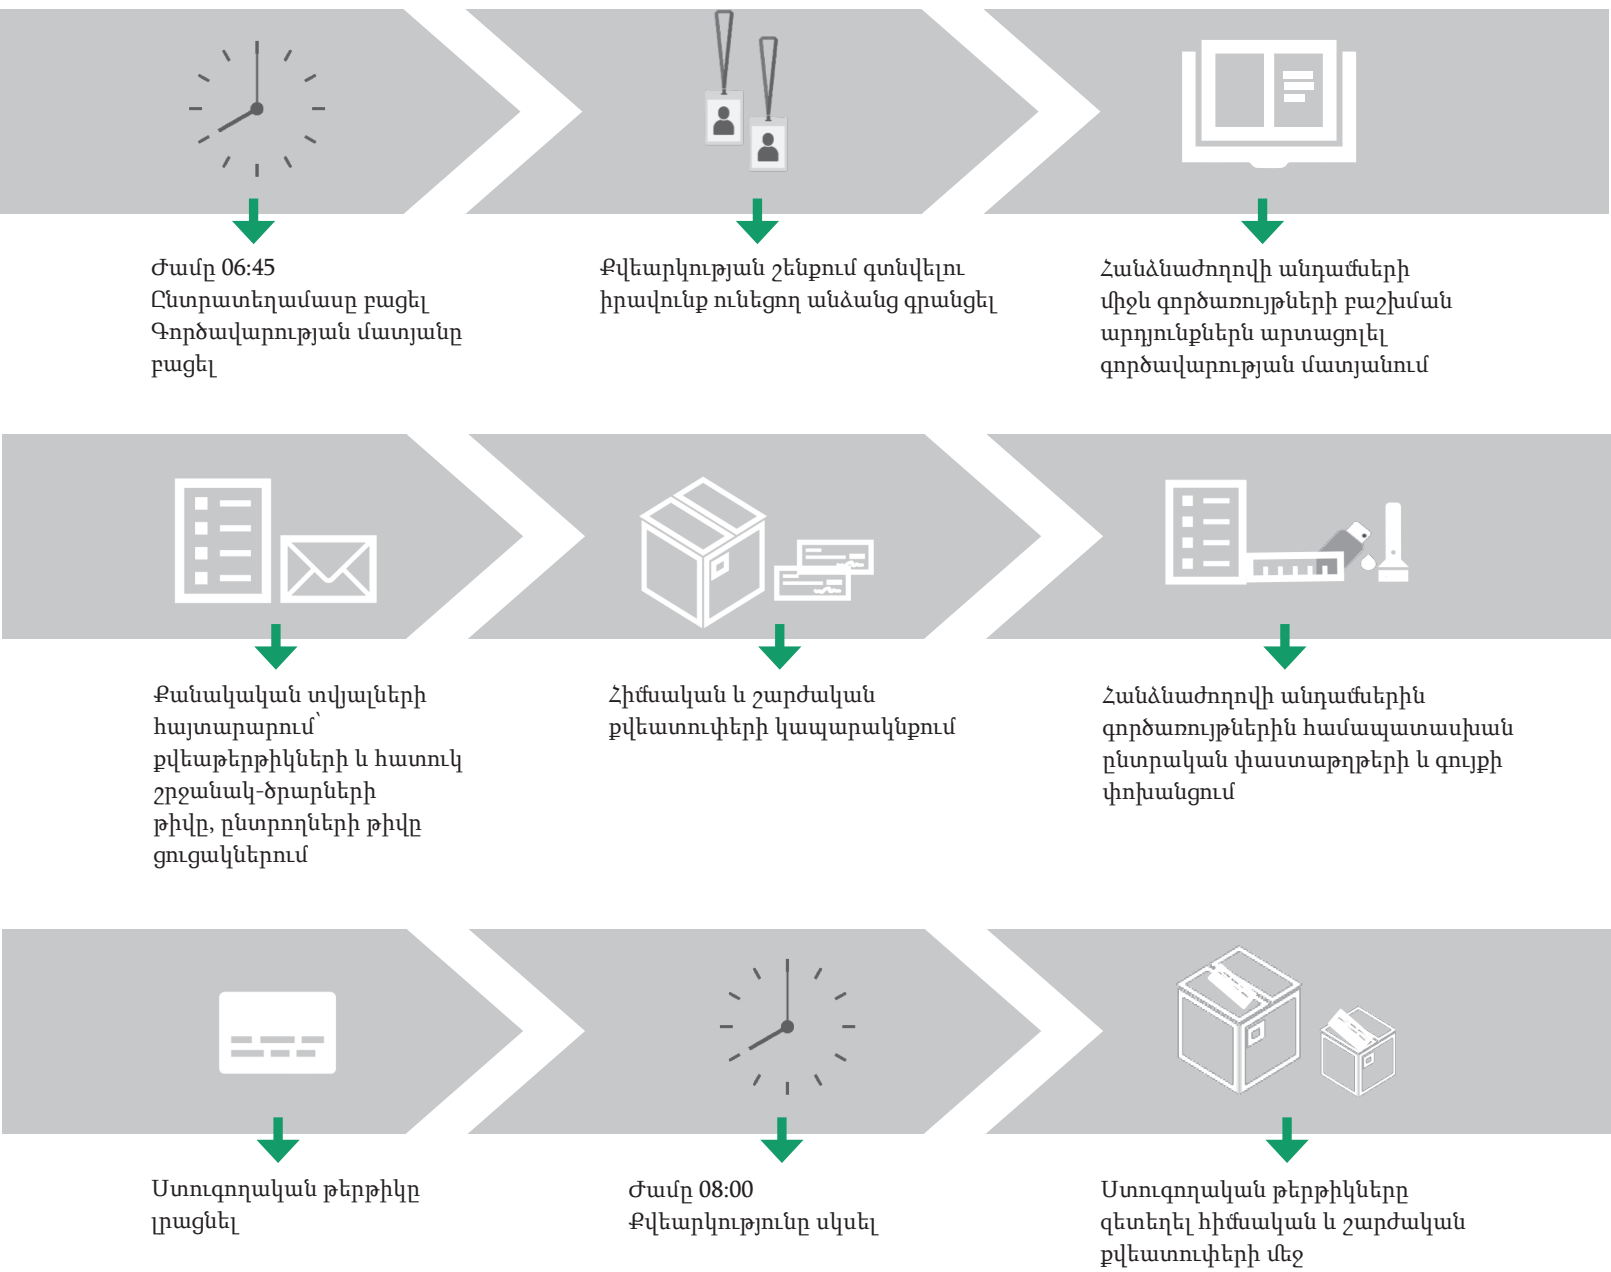 Ժամը 06:45
Ընտրատեղամասը բացել
Գործավարության մատյանը
բացել
Քվեարկության շենքում գտնվելու
իրավունք ունեցող անձանց գրանցել
Հանձնաժողովի անդամների
միջև գործառույթների բաշխման
արդյունքներն արտացոլել
գործավարության մատյանում
Քանակական տվյալների
հայտարարում՝
քվեաթերթիկների և հատուկ
շրջանակ-ծրարների
թիվը, ընտրողների թիվը
ցուցակներում
Հիմնական և շարժական
քվեատուփերի կապարակնքում
Հանձնաժողովի անդամներին
գործառույթներին համապատասխան
ընտրական փաստաթղթերի և գույքի
փոխանցում
Ստուգողական թերթիկը
լրացնել
Ժամը 08:00
Քվեարկությունը սկսել
Ստուգողական թերթիկները
զետեղել հիմնական և շարժական
քվեատուփերի մեջ